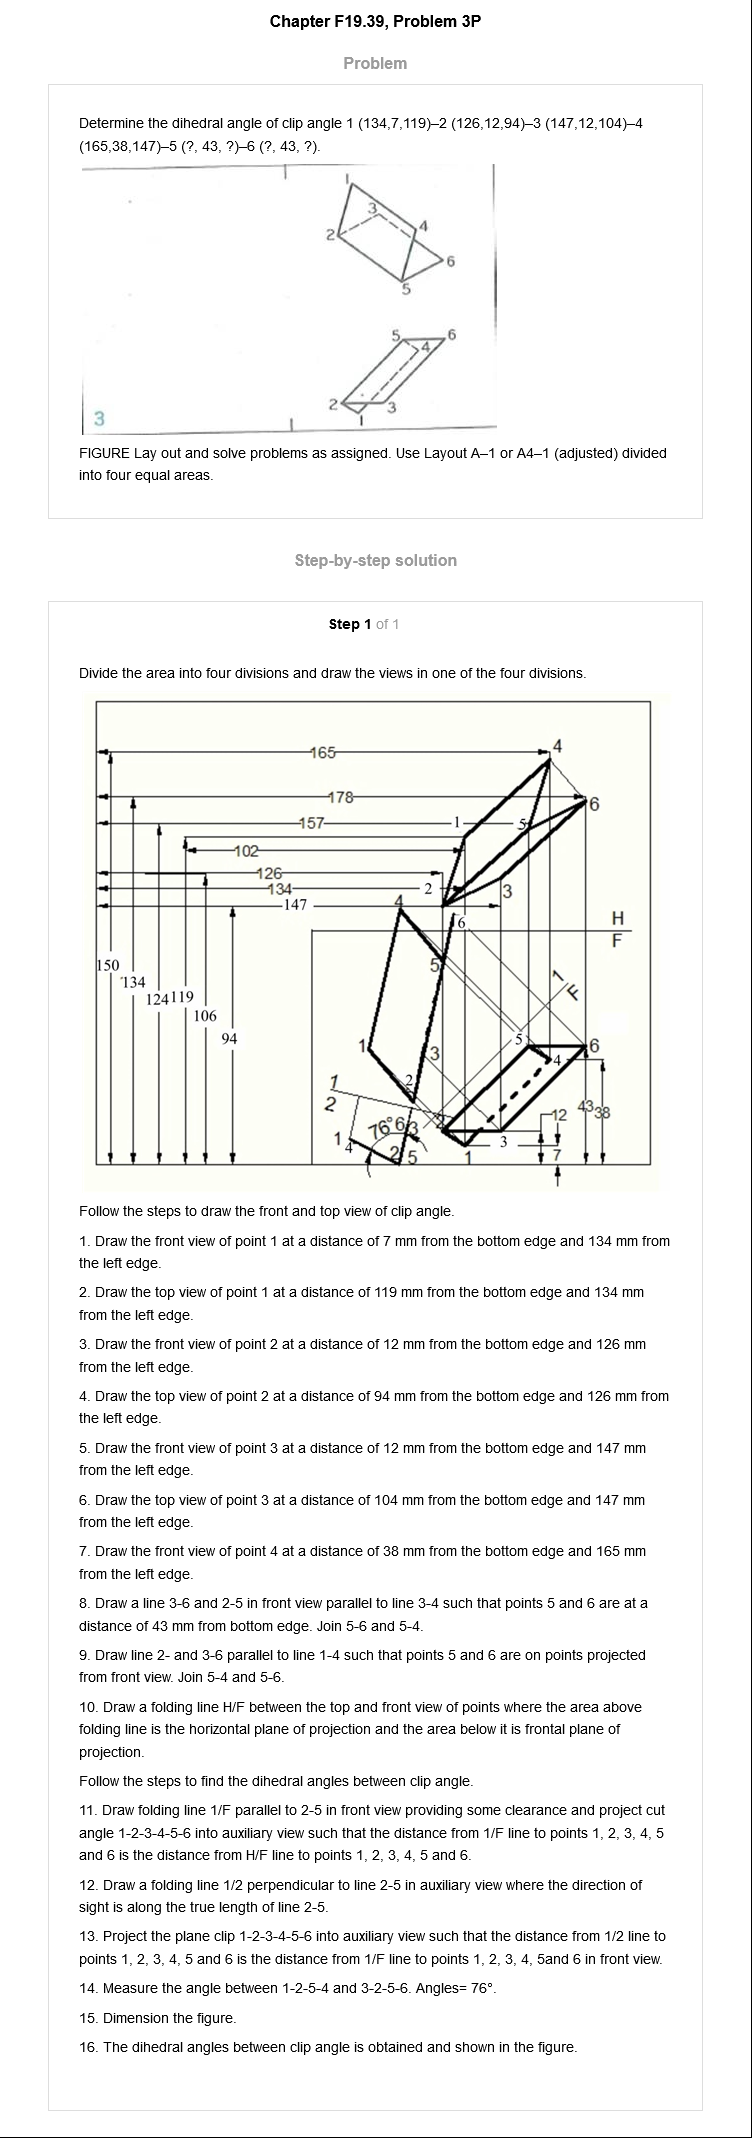 Chapter F19.39, Problem 3P
Problem
Determine the dihedral angle of clip angle 1 (134,7,119)–2 (126,12,94)–3 (147,12,104)–4
(165,38,147)–5 (?, 43, ?)–6 (?, 43, ?).
1
3
4
2
6
5
5
6
4
2
3
1
3
FIGURE Lay out and solve problems as assigned. Use Layout A–1 or A4–1 (adjusted) divided
into four equal areas.
Step-by-step solution
Step 1 of 1
Divide the area into four divisions and draw the views in one of the four divisions.
4
165
178
6
157
1
5
102
126
134
2
3
147
4
6
H
F
5
150
134
124
119
106
94
1
F
5
6
1
3
4
2
1
2
43
38
12
76°
6
3
2
1
4
2
5
1
3
7
Follow the steps to draw the front and top view of clip angle.
1. Draw the front view of point 1 at a distance of 7 mm from the bottom edge and 134 mm from
the left edge.
2. Draw the top view of point 1 at a distance of 119 mm from the bottom edge and 134 mm
from the left edge.
3. Draw the front view of point 2 at a distance of 12 mm from the bottom edge and 126 mm
from the left edge.
4. Draw the top view of point 2 at a distance of 94 mm from the bottom edge and 126 mm from
the left edge.
5. Draw the front view of point 3 at a distance of 12 mm from the bottom edge and 147 mm
from the left edge.
6. Draw the top view of point 3 at a distance of 104 mm from the bottom edge and 147 mm
from the left edge.
7. Draw the front view of point 4 at a distance of 38 mm from the bottom edge and 165 mm
from the left edge.
8. Draw a line 3-6 and 2-5 in front view parallel to line 3-4 such that points 5 and 6 are at a
distance of 43 mm from bottom edge. Join 5-6 and 5-4.
9. Draw line 2- and 3-6 parallel to line 1-4 such that points 5 and 6 are on points projected
from front view. Join 5-4 and 5-6.
10. Draw a folding line H/F between the top and front view of points where the area above
folding line is the horizontal plane of projection and the area below it is frontal plane of
projection.
Follow the steps to find the dihedral angles between clip angle.
11. Draw folding line 1/F parallel to 2-5 in front view providing some clearance and project cut
angle 1-2-3-4-5-6 into auxiliary view such that the distance from 1/F line to points 1, 2, 3, 4, 5
and 6 is the distance from H/F line to points 1, 2, 3, 4, 5 and 6.
12. Draw a folding line 1/2 perpendicular to line 2-5 in auxiliary view where the direction of
sight is along the true length of line 2-5.
13. Project the plane clip 1-2-3-4-5-6 into auxiliary view such that the distance from 1/2 line to
points 1, 2, 3, 4, 5 and 6 is the distance from 1/F line to points 1, 2, 3, 4, 5and 6 in front view.
14. Measure the angle between 1-2-5-4 and 3-2-5-6. Angles= 76°.
15. Dimension the figure.
16. The dihedral angles between clip angle is obtained and shown in the figure.